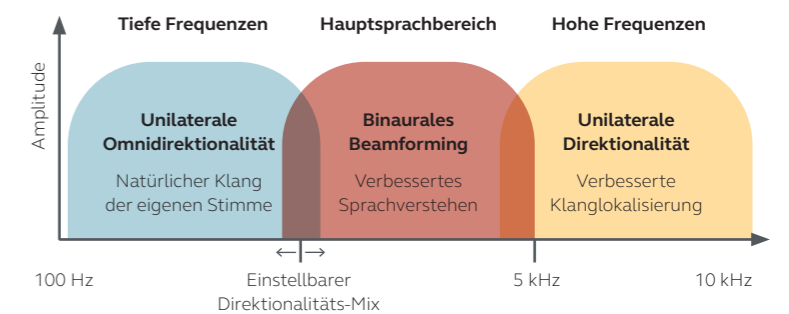 Tiefe Frequenzen
Hauptsprachbereich
Hohe Frequenzen
Amplitude
Unilaterale
Omnidirektionalität
Natürlicher Klang
der eigenen Stimme
Binaurales
Beamforming
Verbessertes
Sprachverstehen
Unilaterale
Direktionalität
Verbesserte
Klanglokalisierung
100 Hz
Einstellbarer
Direktionalitäts-Mix
5 kHz
10 kHz